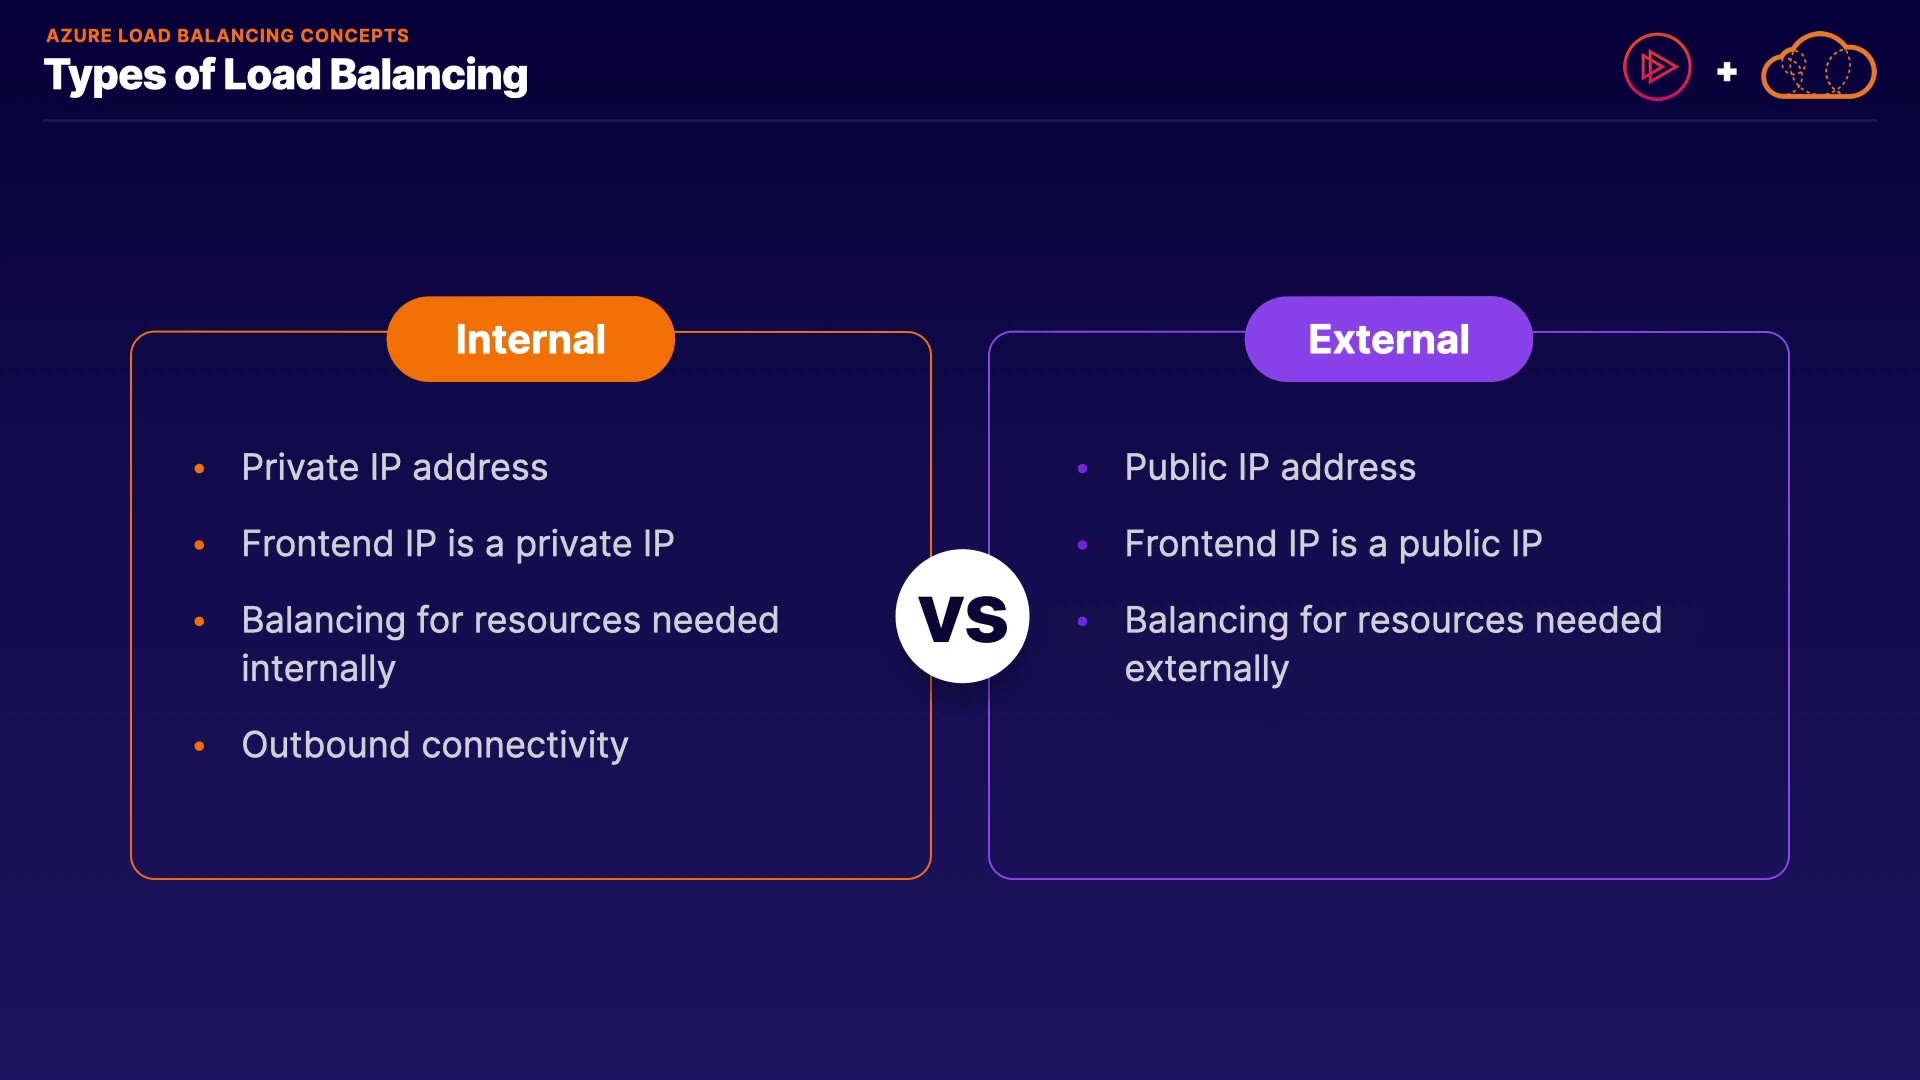 AZURE LOAD BALANCING CONCEPTS
Types of Load Balancing
+
Internal
• Private IP address
• Frontend IP is a private IP
• Balancing for resources needed
internally
• Outbound connectivity
VS
External
• Public IP address
• Frontend IP is a public IP
• Balancing for resources needed
externally